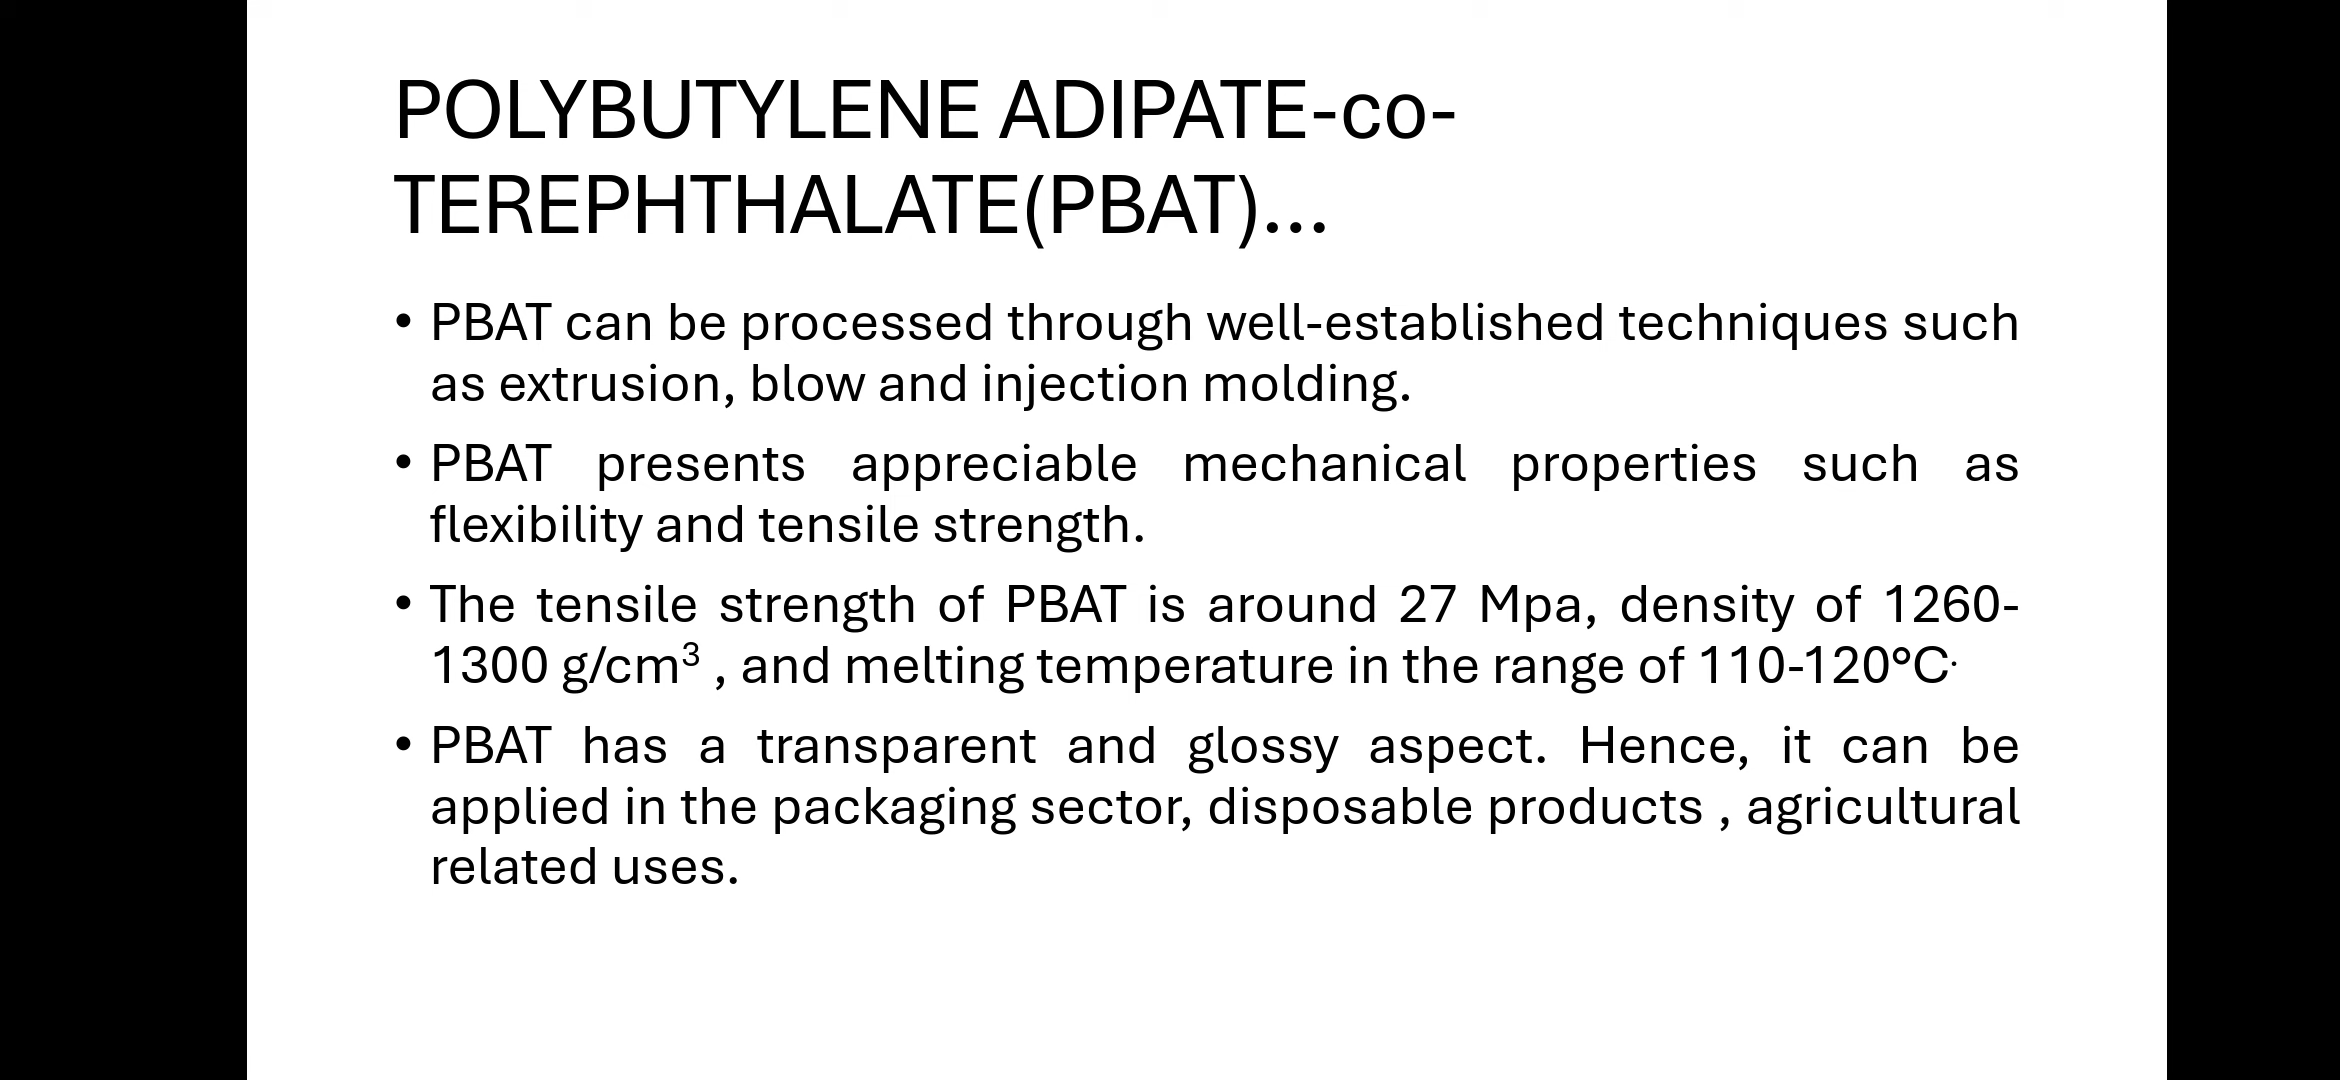 POLYBUTYLENE ADIPATE-co-
TEREPHTHALATE(PBAT)...
• PBAT can be processed through well-established techniques such
as extrusion, blow and injection molding.
• PBAT presents appreciable mechanical properties such as
flexibility and tensile strength.
• The tensile strength of PBAT is around 27 Mpa, density of 1260-
1300 g/cm³ , and melting temperature in the range of 110-120°C.
• PBAT has a transparent and glossy aspect. Hence, it can be
applied in the packaging sector, disposable products , agricultural
related uses.